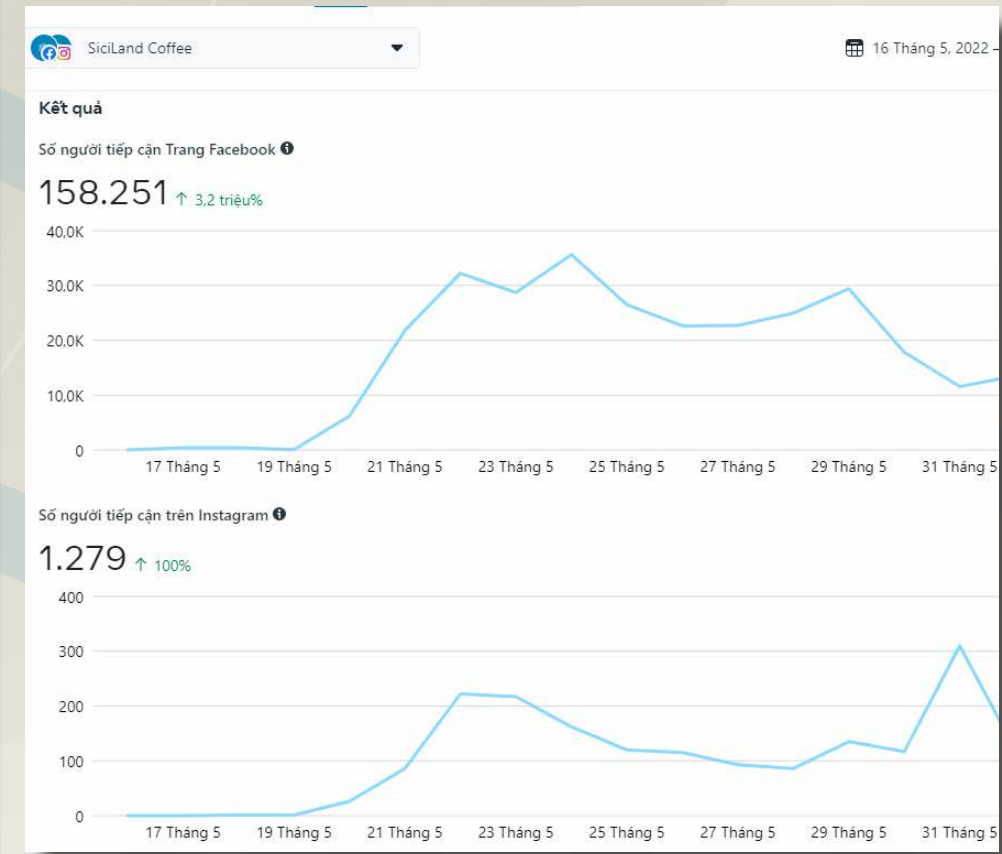 SiciLand Coffee
16 Tháng 5, 2022 –
Kết quả
Số người tiếp cận Trang Facebook
158.251 ↑ 3,2 triệu%
40,0K
30,0K
20,0K
10,0K
0
17 Tháng 5 19 Tháng 5 21 Tháng 5 23 Tháng 5 25 Tháng 5 27 Tháng 5 29 Tháng 5 31 Tháng 5
Số người tiếp cận trên Instagram
1.279 ↑ 100%
400
300
200
100
0
17 Tháng 5 19 Tháng 5 21 Tháng 5 23 Tháng 5 25 Tháng 5 27 Tháng 5 29 Tháng 5 31 Tháng 5